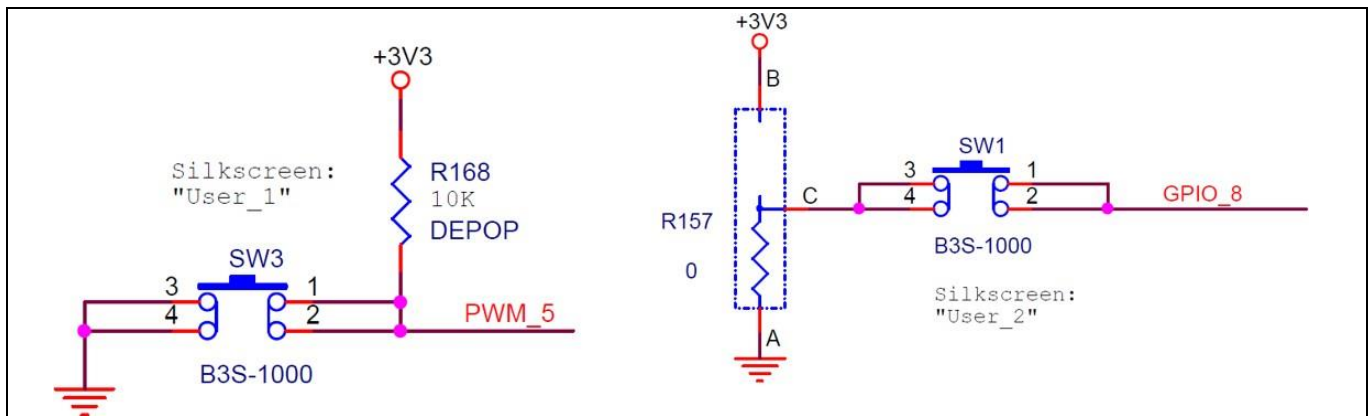 +3V3
Silkscreen:
"User_1"
R168
10K
DEPOP
SW3
3
1
4
2
PWM_5
B3S-1000
+3V3
B
SW1
3
1
C
4
2
GPIO_8
R157
B3S-1000
0
Silkscreen:
"User_2"
A